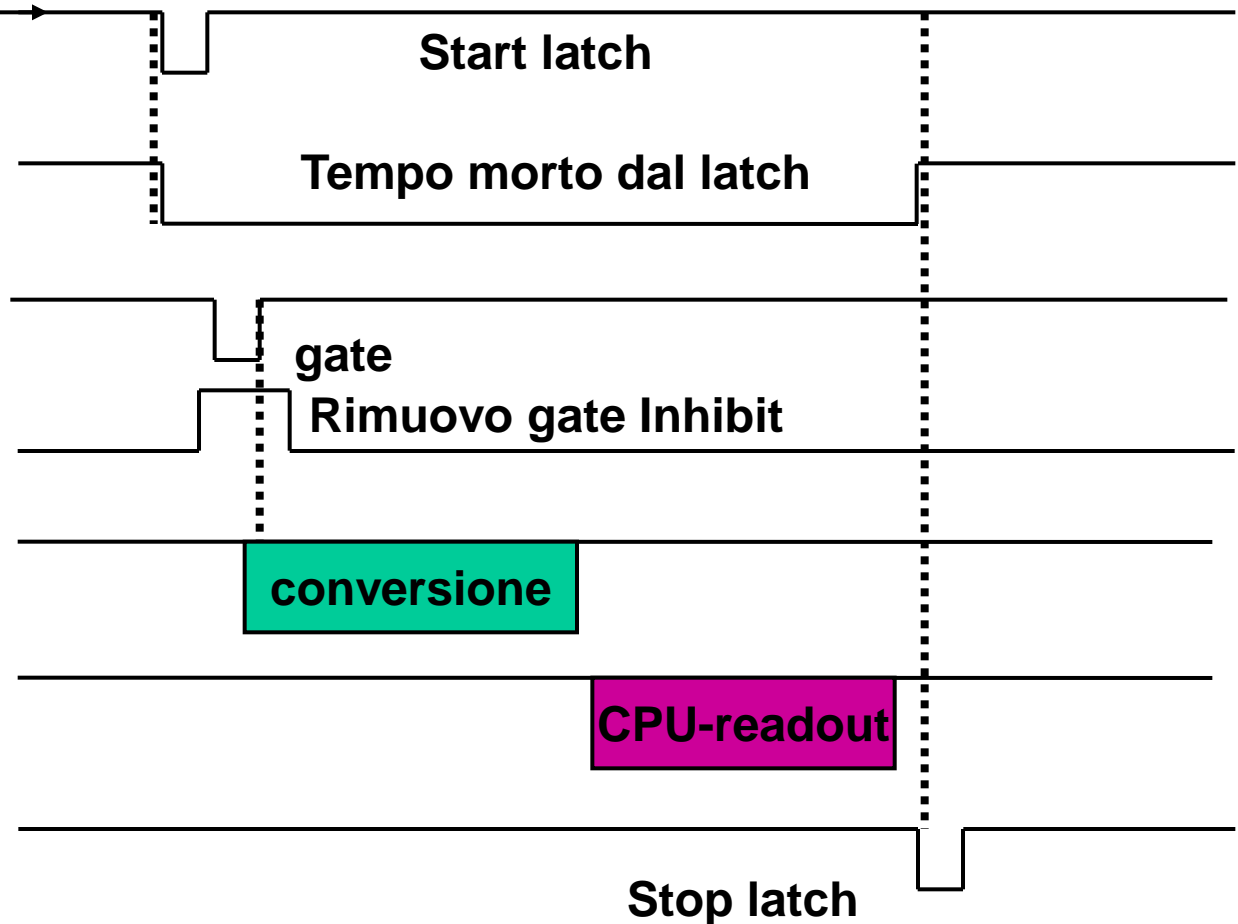 Start latch
Tempo morto dal latch
gate
Rimuovo gate Inhibit
conversione
CPU-readout
Stop latch